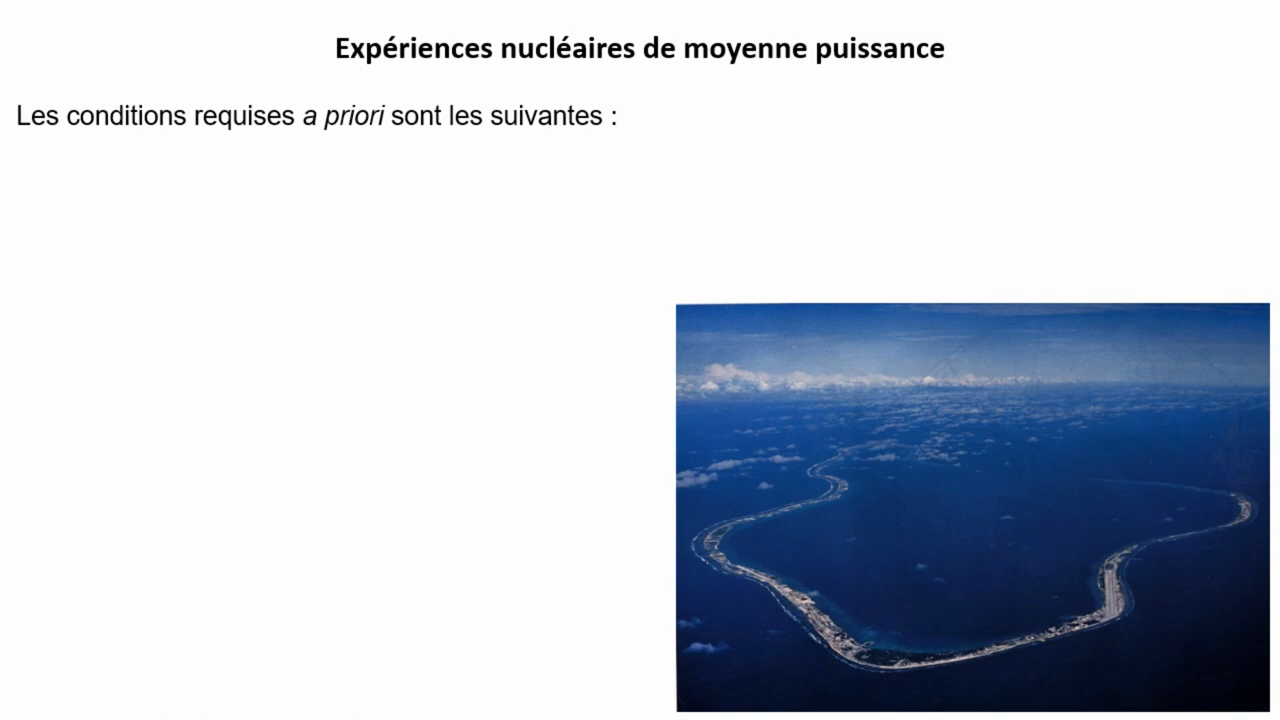 Expériences nucléaires de moyenne puissance
Les conditions requises a priori sont les suivantes :